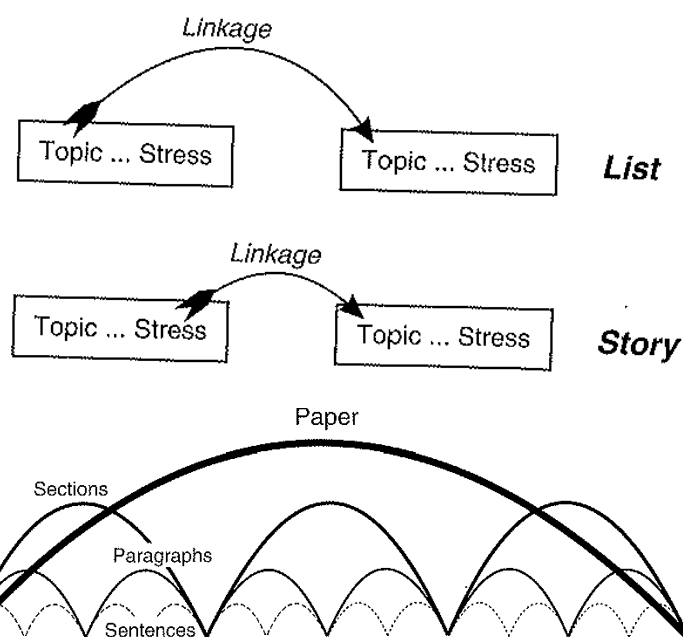 Linkage
Topic ... Stress
Topic ... Stress
List
Linkage
Topic ... Stress
Topic ... Stress
Story
Paper
Sections
Paragraphs
Sentences